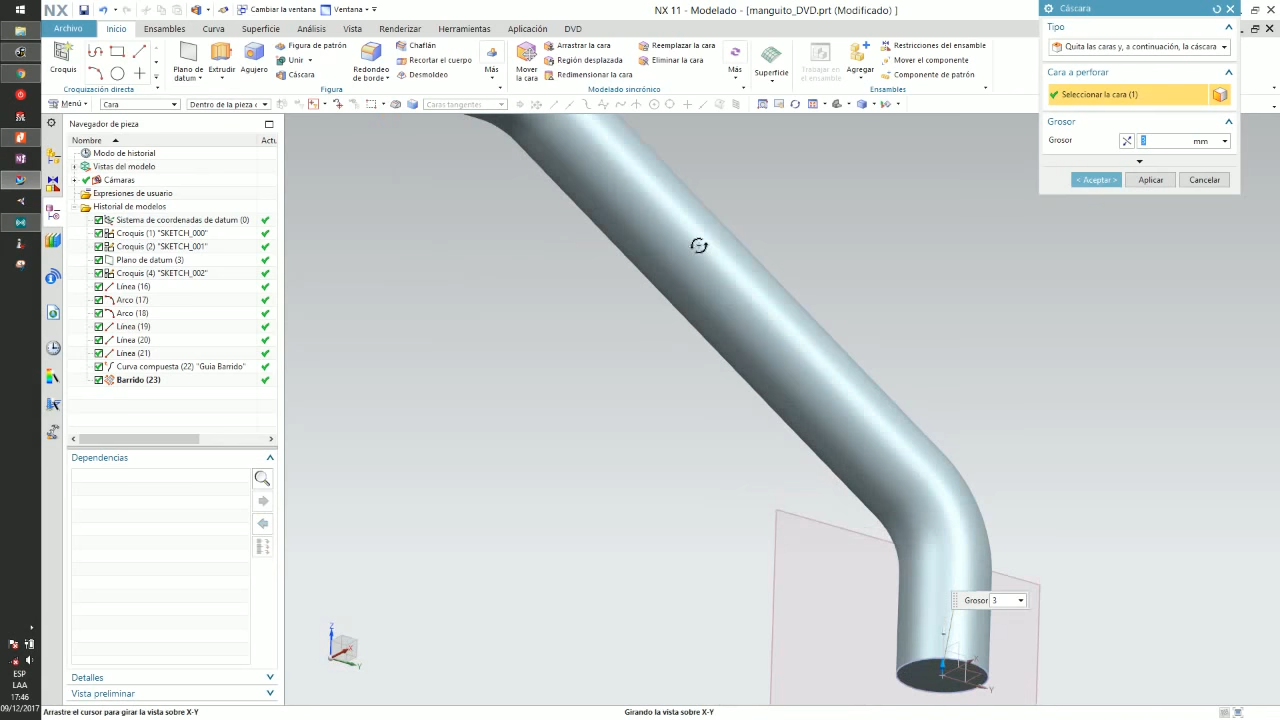 NX
Cambiar la ventana
Ventana
NX 11 - Modelado - [manguito_DVD.prt (Modificado) ]
Archivo
Inicio
Ensambles
Curva
Superficie
Análisis
Vista
Renderizar
Herramientas
Aplicación
DVD
Croquis
Plano de datum
Extrudir
Agujero
Figura de patrón
Unir
Cáscara
Redondeo de borde
Chaflán
Recortar el cuerpo
Desmoldeo
Más
Mover la cara
Arrastrar la cara
Región desplazada
Redimensionar la cara
Reemplazar la cara
Eliminar la cara
Más
Superficie
Trabajar en el ensamble
Agregar
Restricciones del ensamble
Mover el componente
Componente de patrón
Croquización directa
Figura
Modelado sincrónico
Ensambles
Menú
Cara
Dentro de la pieza
Caras tangentes
Navegador de pieza
Nombre
Actu
Modo de historial
Vistas del modelo
Cámaras
Expresiones de usuario
Historial de modelos
Sistema de coordenadas de datum (0)
Croquis (1) "SKETCH_000"
Croquis (2) "SKETCH_001"
Plano de datum (3)
Croquis (4) "SKETCH_002"
Línea (16)
Arco (17)
Arco (18)
Línea (19)
Línea (20)
Línea (21)
Curva compuesta (22) "Guia Barrido"
Barrido (23)
Dependencias
Detalles
Vista preliminar
Cáscara
Tipo
Quita las caras y, a continuación, la cáscara
Cara a perforar
Seleccionar la cara (1)
Grosor
Grosor
3
mm
< Aceptar >
Aplicar
Cancelar
Grosor 3
Z
X
Y
Y
ESP
LAA
17:46
09/12/2017
Arrastre el cursor para girar la vista sobre X-Y
Girando la vista sobre X-Y